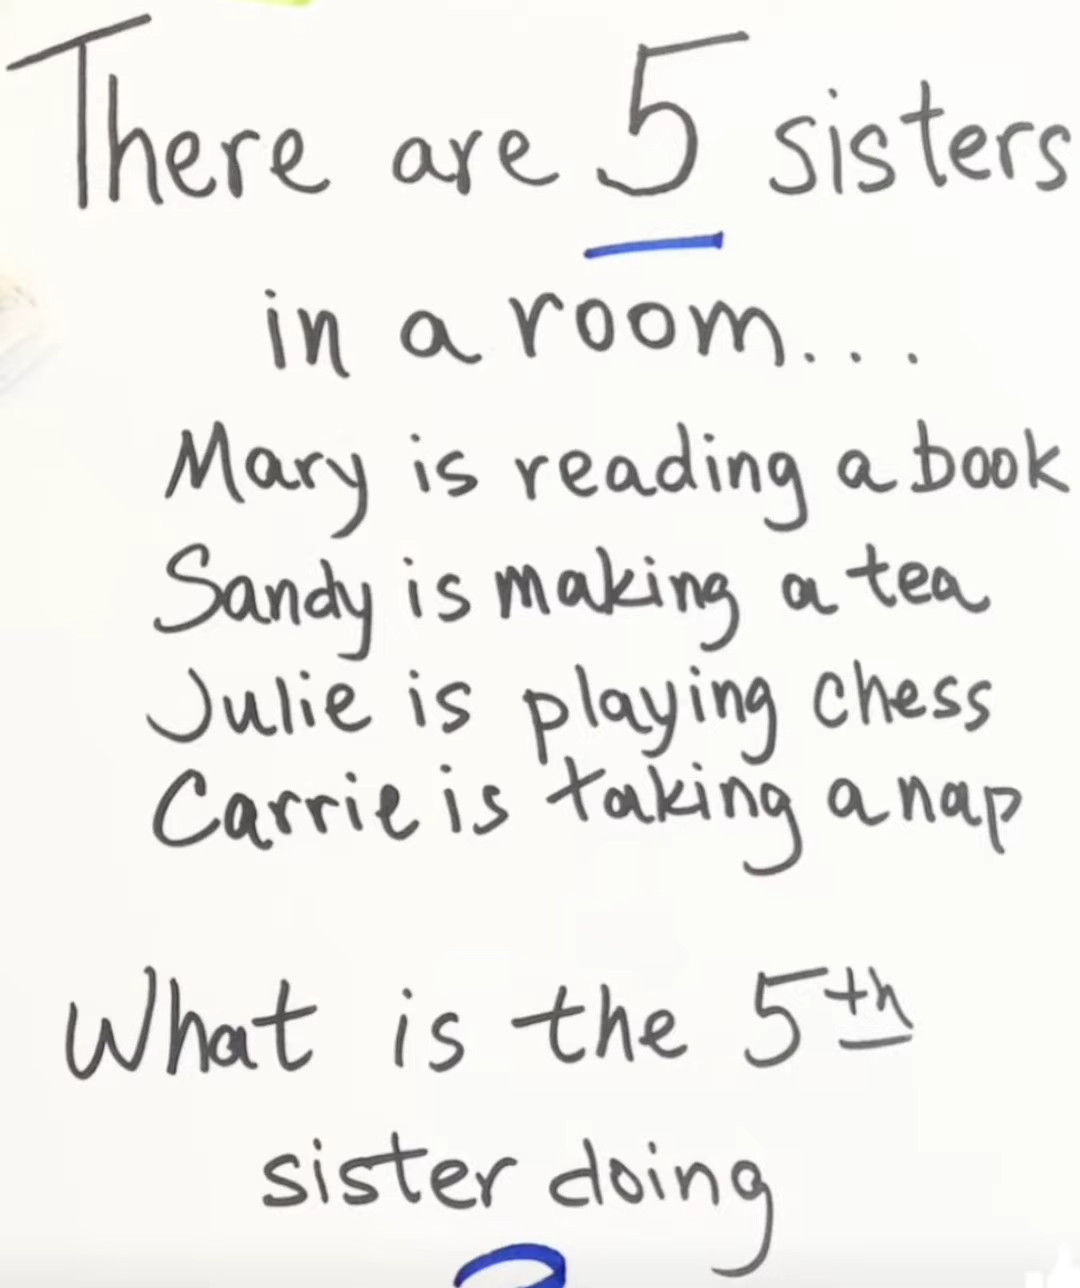 There are 5 sisters
in a room...
Mary is reading a book
Sandy is making a tea
Julie is playing chess
Carrie is taking a nap
What is the 5th
sister doing
?